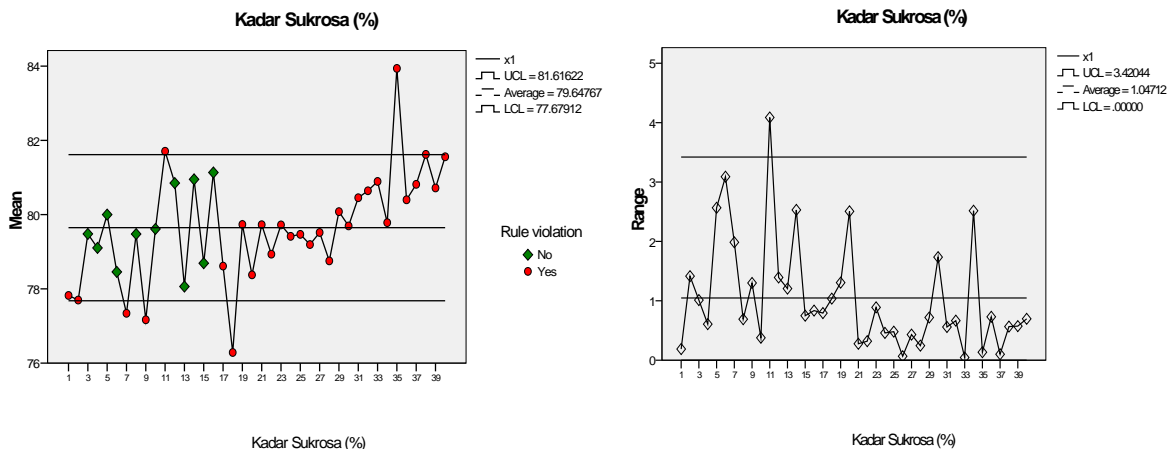 Kadar Sukrosa (%)
84
82
80
78
76
Mean
1 3 5 7 9 11 13 15 17 19 21 23 25 27 29 31 33 35 37 39
Kadar Sukrosa (%)
x1
UCL = 81.61622
Average = 79.64767
LCL = 77.67912
Rule violation
No
Yes
Kadar Sukrosa (%)
5
4
3
2
1
0
Range
1 3 5 7 9 11 13 15 17 19 21 23 25 27 29 31 33 35 37 39
Kadar Sukrosa (%)
x1
UCL = 3.42044
Average = 1.04712
LCL = .00000